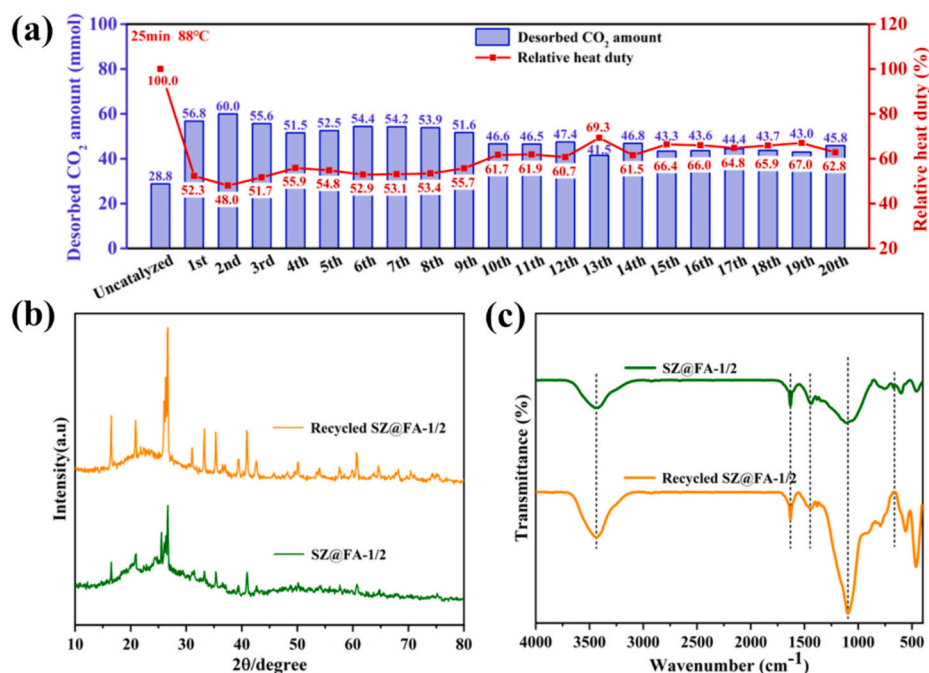 (a)
25min 88°C
Desorbed CO2 amount
Relative heat duty
Desorbed CO2 amount (mmol)
Relative heat duty (%)
100
80
60
40
20
0
120
100
80
60
40
20
28.8 56.8 60.0 55.6 51.5 52.5 54.4 54.2 53.9 51.6 46.6 46.5 47.4 41.5 46.8 43.3 43.6 44.4 43.7 43.0 45.8
100.0 52.3 48.0 51.7 55.9 54.8 52.9 53.1 53.4 55.7 61.7 61.9 60.7 69.3 61.5 66.4 66.0 64.8 65.9 67.0 62.8
Uncatalyzed 1st 2nd 3rd 4th 5th 6th 7th 8th 9th 10th 11th 12th 13th 14th 15th 16th 17th 18th 19th 20th
(b)
Intensity(a.u)
Recycled SZ@FA-1/2
SZ@FA-1/2
10 20 30 40 50 60 70 80
2θ/degree
(c)
Transmittance (%)
SZ@FA-1/2
Recycled SZ@FA-1/2
4000 3500 3000 2500 2000 1500 1000 500
Wavenumber (cm-1)